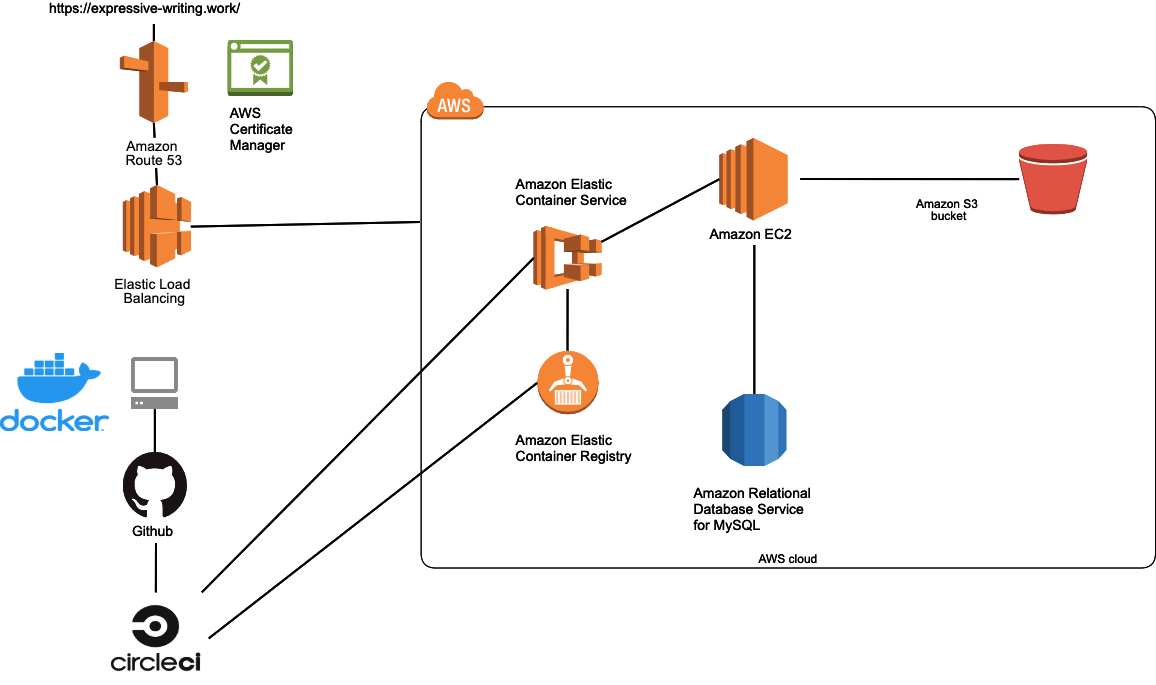 https://expressive-writing.work/
AWS
Certificate
Manager
Amazon
Route 53
Elastic Load
Balancing
docker
Github
circleci
AWS
Amazon Elastic
Container Service
Amazon EC2
Amazon S3
bucket
Amazon Elastic
Container Registry
Amazon Relational
Database Service
for MySQL
AWS cloud